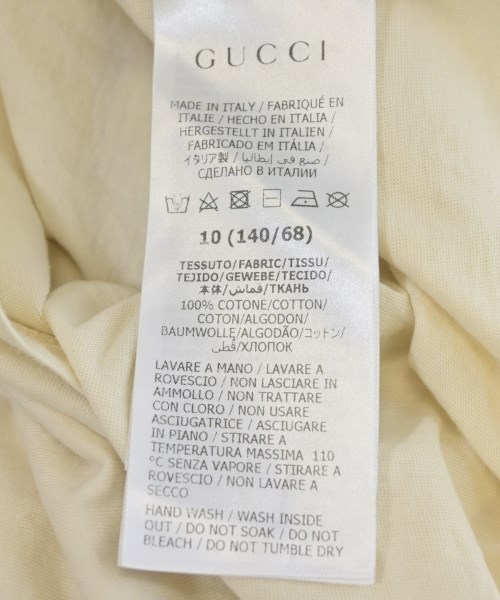 GUCCI
MADE IN ITALY / FABRIQUÉ EN
ITALIE / HECHO EN ITALIA /
HERGESTELLT IN ITALIEN /
FABRICADO EM ITÁLIA /
イタリア製 / صنع في إيطاليا /
СДЕЛАНО В ИТАЛИИ
10 (140/68)
TESSUTO/FABRIC/TISSU/
TEJIDO/GEWEBE/TECIDO/
本体/قماش/ТКАНЬ
100% COTONE/COTTON/
COTON/ALGODON/
BAUMWOLLE/ALGODÃO/コットン/
قطن/ХЛОПОК
LAVARE A MANO / LAVARE A
ROVESCIO / NON LASCIARE IN
AMMOLLO / NON TRATTARE
CON CLORO / NON USARE
ASCIUGATRICE / ASCIUGARE
IN PIANO / STIRARE A
TEMPERATURA MASSIMA 110
°C SENZA VAPORE / STIRARE A
ROVESCIO / NON LAVARE A
SECCO
HAND WASH / WASH INSIDE
OUT / DO NOT SOAK / DO NOT
BLEACH / DO NOT TUMBLE DRY